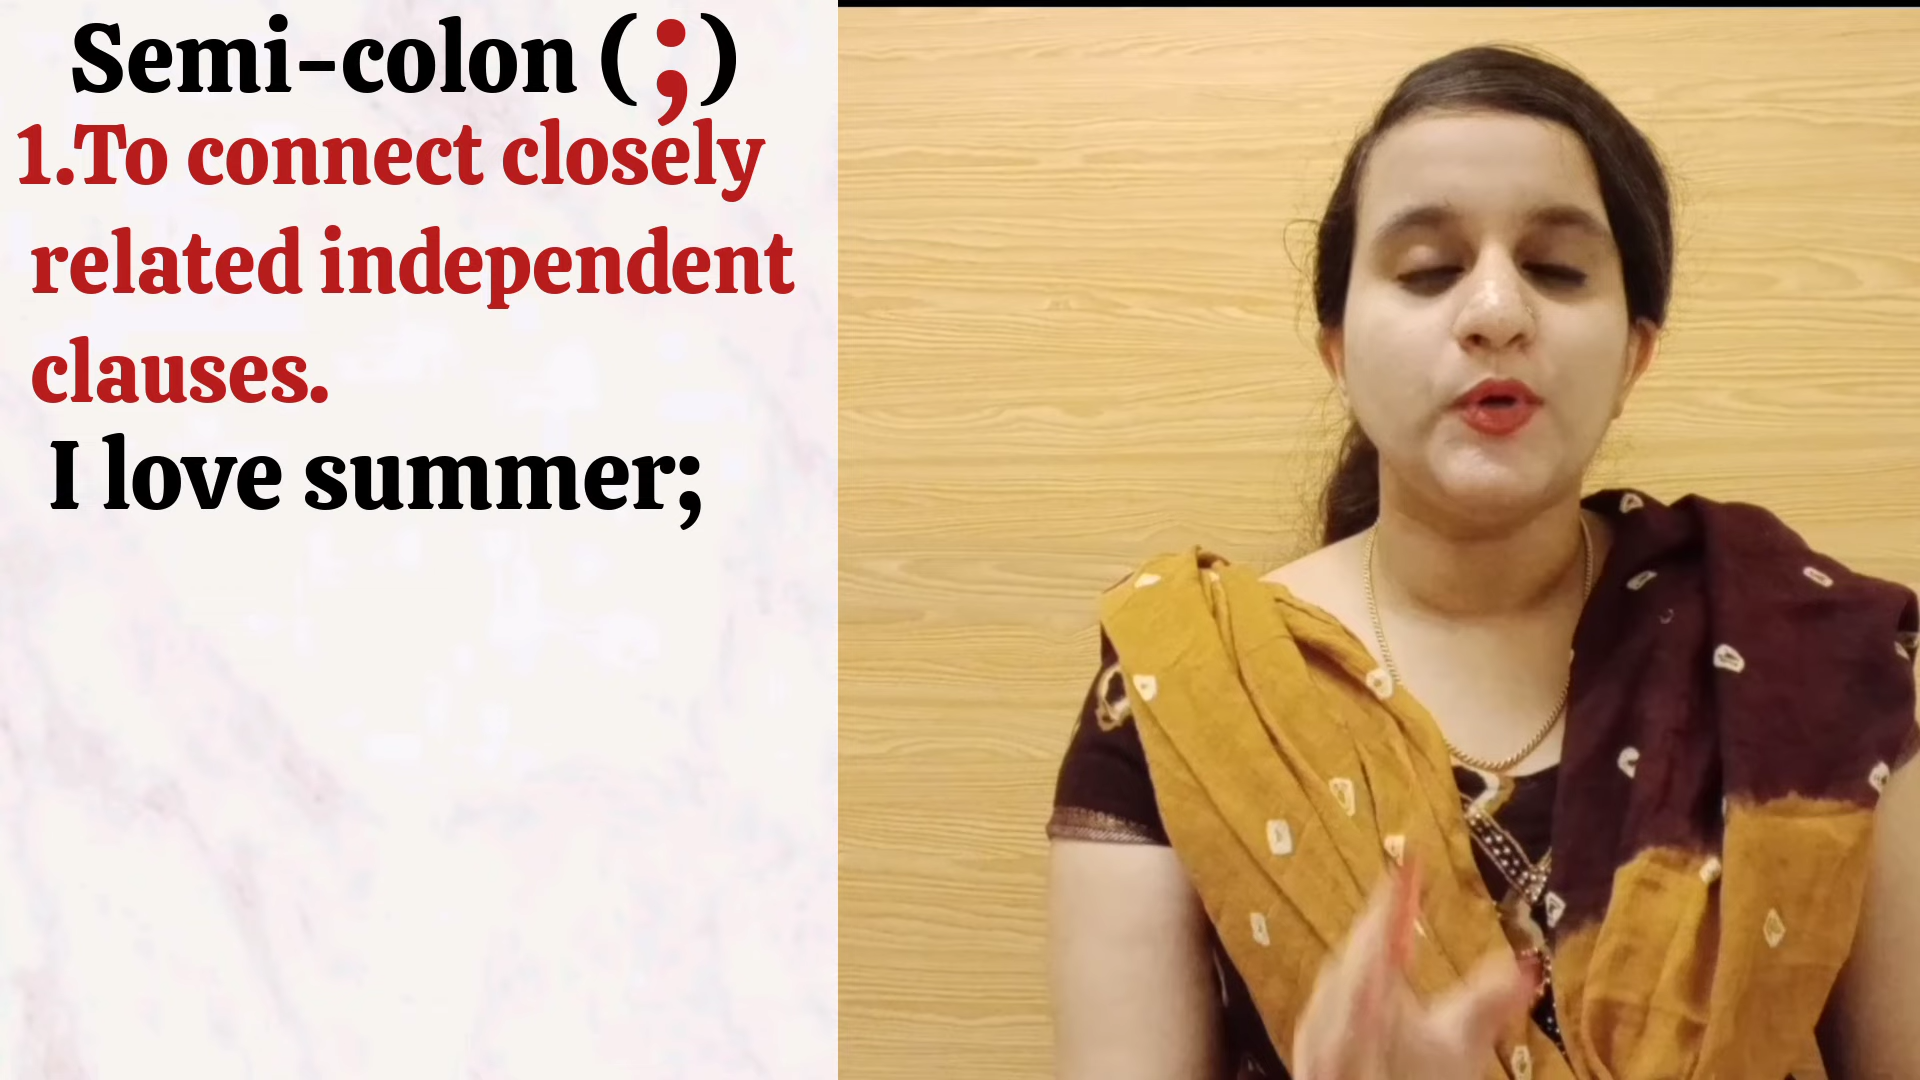 Semi-colon (;)
1.To connect closely
related independent
clauses.
I love summer;